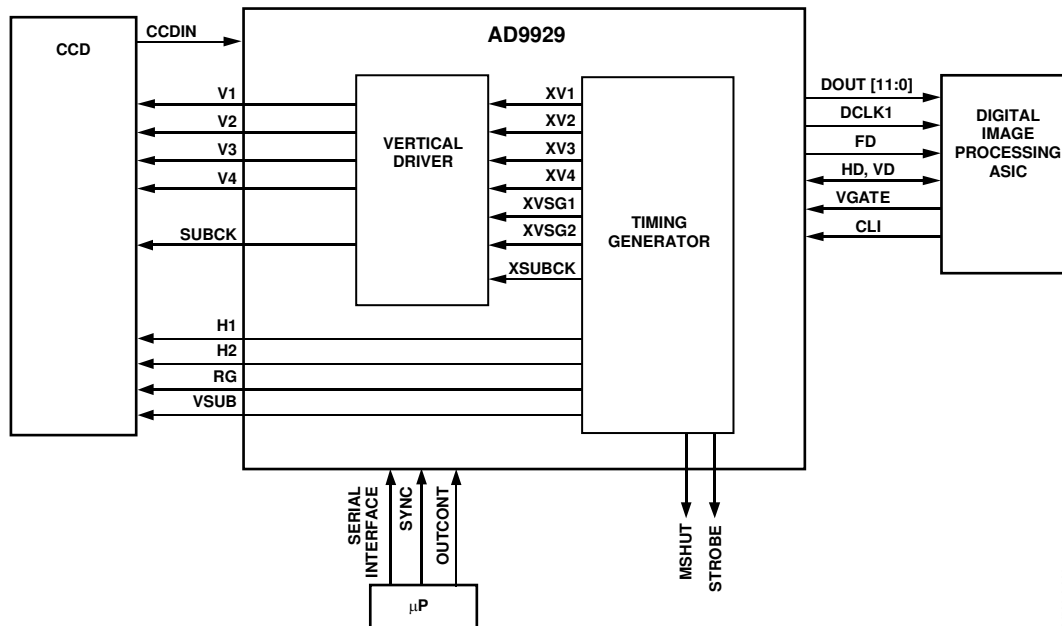 CCD
CCDIN
AD9929
V1
V2
V3
V4
SUBCK
VERTICAL
DRIVER
XV1
XV2
XV3
XV4
XVSG1
XVSG2
XSUBCK
TIMING
GENERATOR
DOUT [11:0]
DCLK1
FD
HD, VD
VGATE
CLI
DIGITAL
IMAGE
PROCESSING
ASIC
H1
H2
RG
VSUB
SERIAL
INTERFACE
SYNC
OUTCONT
MSHUT
STROBE
μP